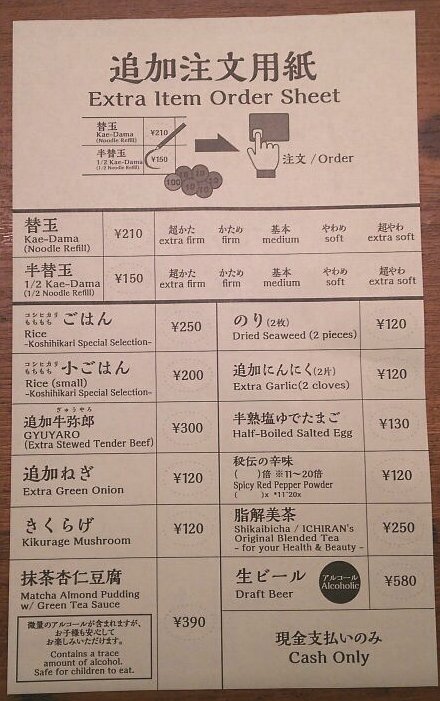 追加注文用紙
Extra Item Order Sheet
替玉
Kae-Dama
(Noodle Refill)
¥210
半替玉
1/2 Kae-Dama
(1/2 Noodle Refill)
¥150
注文 / Order
替玉
Kae-Dama
(Noodle Refill)
¥210
超かた かため 基本 やわめ 超やわ
extra firm firm medium soft extra soft
半替玉
1/2 Kae-Dama
(1/2 Noodle Refill)
¥150
超かた かため 基本 やわめ 超やわ
extra firm firm medium soft extra soft
コシヒカリ
もちもち
ごはん
Rice
-Koshihikari Special Selection-
¥250
のり(2枚)
Dried Seaweed (2 pieces)
¥120
コシヒカリ
もちもち
小ごはん
Rice (small)
-Koshihikari Special Selection-
¥200
追加にんにく(2片)
Extra Garlic(2 cloves)
¥120
ぎゅうやろ
追加牛弥郎
GYUYARO
(Extra Stewed Tender Beef)
¥300
半熟塩ゆでたまご
Half-Boiled Salted Egg
¥130
追加ねぎ
Extra Green Onion
¥120
秘伝の辛味
( )倍 ※11~20倍
Spicy Red Pepper Powder
( )x *11~20x
¥120
きくらげ
Kikurage Mushroom
¥120
脂解美茶
Shikaibicha / ICHIRAN's
Original Blended Tea
- for your Health & Beauty -
¥250
抹茶杏仁豆腐
Matcha Almond Pudding
w/ Green Tea Sauce
微量のアルコールが含まれますが、
お子様も安心して
お楽しみいただけます。
Contains a trace
amount of alcohol.
Safe for children to eat.
¥390
生ビール
Draft Beer
アルコール
Alcoholic
¥580
現金支払いのみ
Cash Only